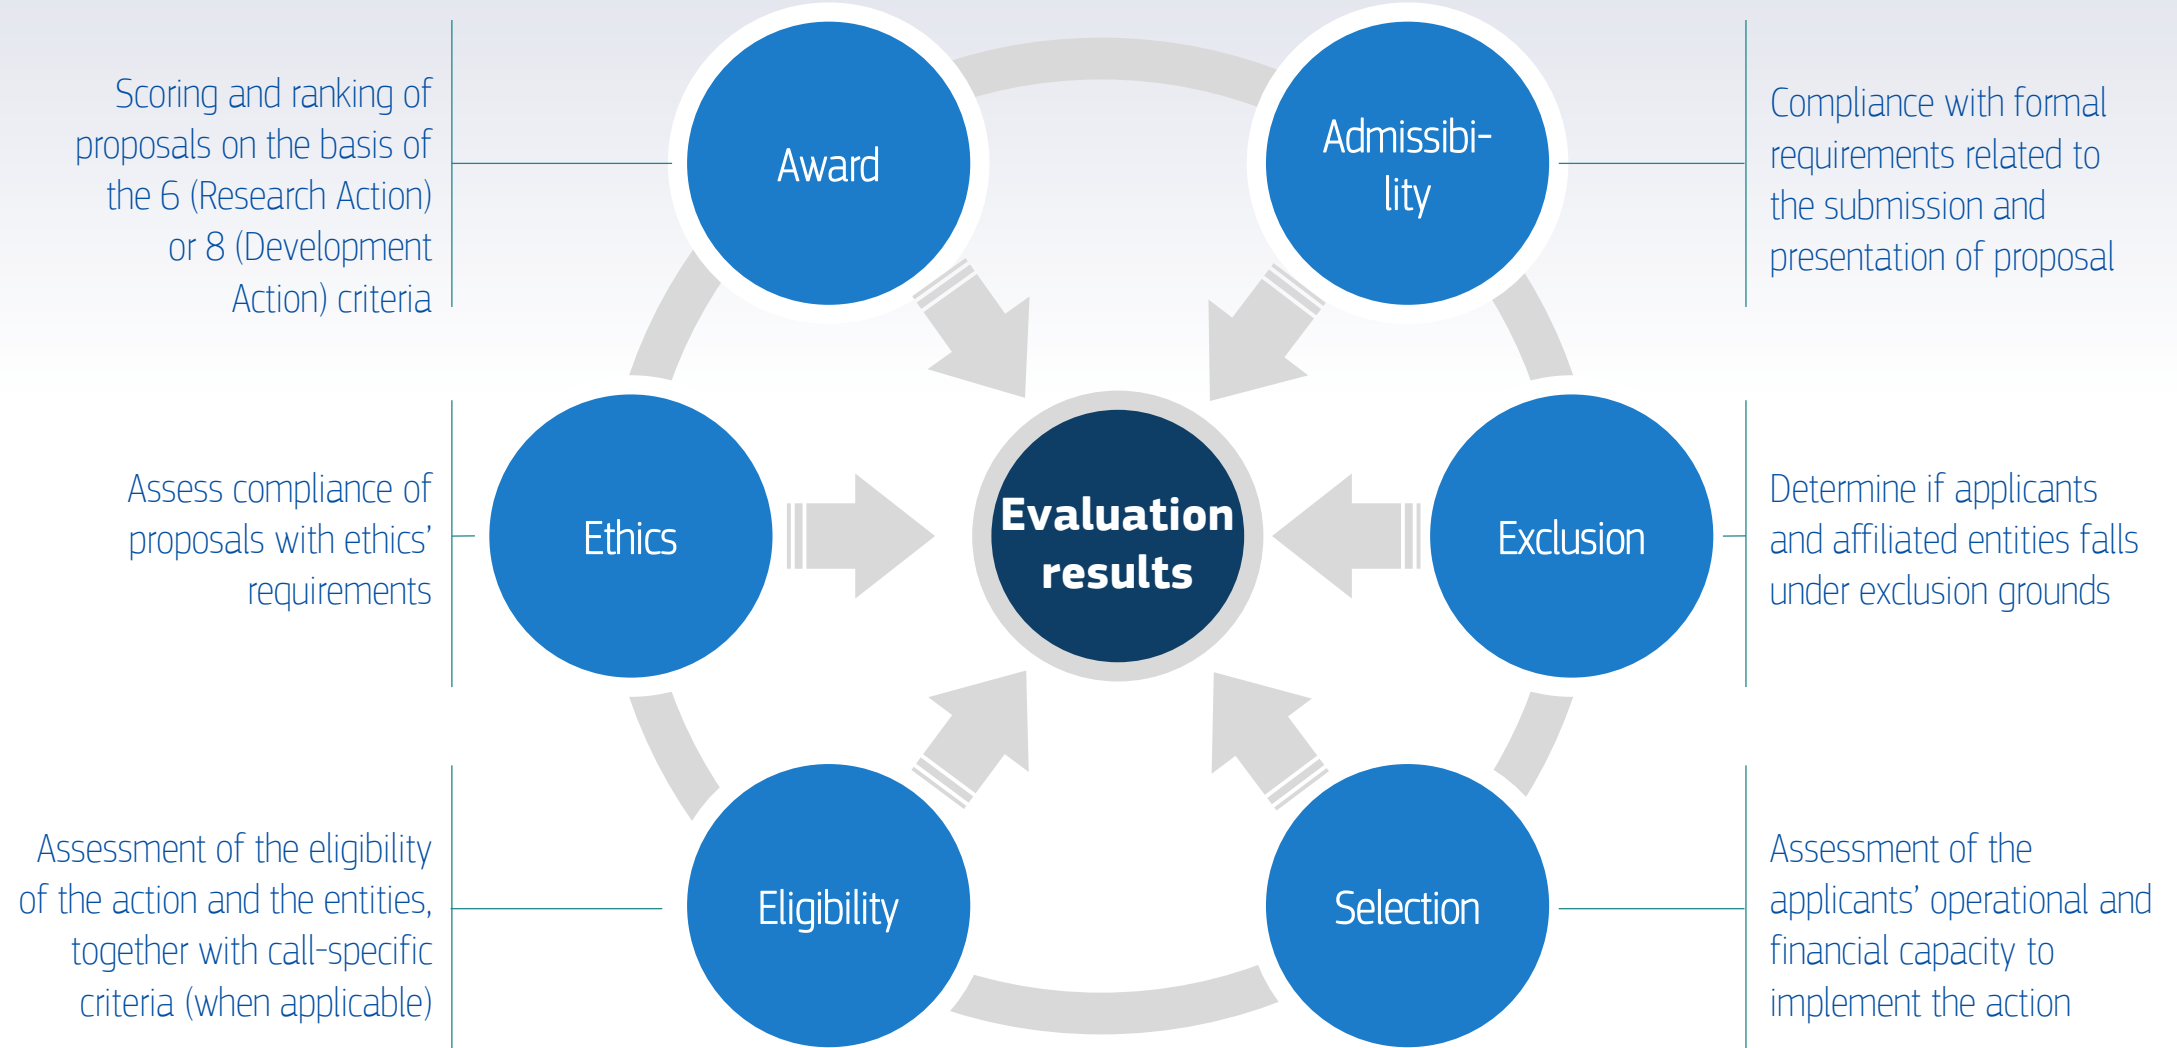 Scoring and ranking of
proposals on the basis of
the 6 (Research Action)
or 8 (Development
Action) criteria
Award
Admissibi-
lity
Compliance with formal
requirements related to
the submission and
presentation of proposal
Assess compliance of
proposals with ethics’
requirements
Ethics
Evaluation
results
Exclusion
Determine if applicants
and affiliated entities falls
under exclusion grounds
Assessment of the eligibility
of the action and the entities,
together with call-specific
criteria (when applicable)
Eligibility
Selection
Assessment of the
applicants’ operational and
financial capacity to
implement the action